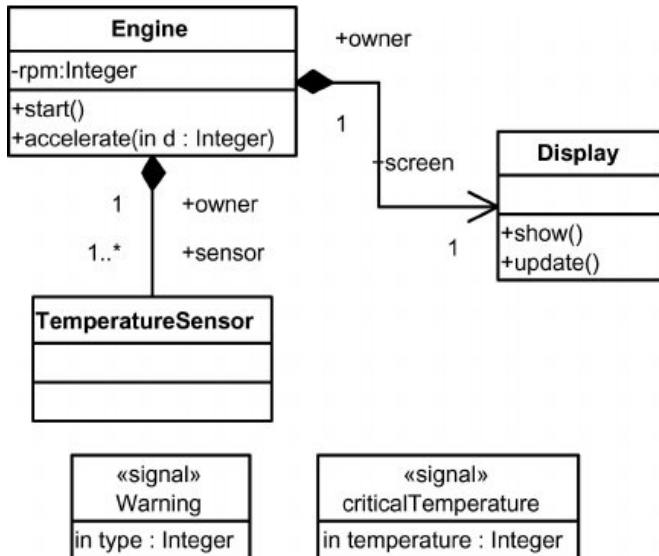 Engine
-rpm:Integer
+start()
+accelerate(in d : Integer)
+owner
1
-screen
1
Display
+show()
+update()
1
+owner
1..*
+sensor
TemperatureSensor
«signal»
Warning
in type : Integer
«signal»
criticalTemperature
in temperature : Integer